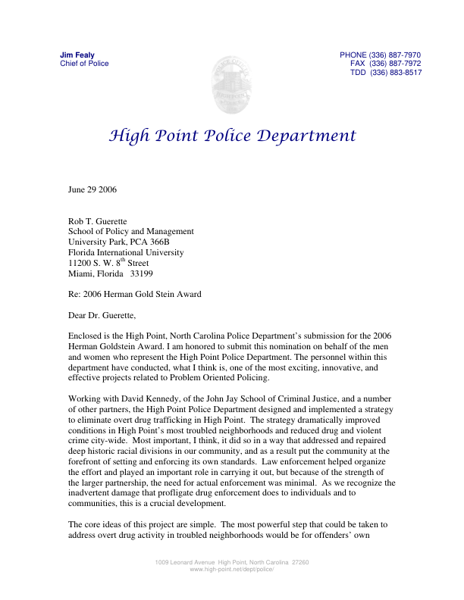 Jim Fealy
Chief of Police
PHONE (336) 887-7970
FAX (336) 887-7972
TDD (336) 883-8517
High Point Police Department
June 29 2006
Rob T. Guerette
School of Policy and Management
University Park, PCA 366B
Florida International University
11200 S. W. 8th Street
Miami, Florida 33199
Re: 2006 Herman Gold Stein Award
Dear Dr. Guerette,
Enclosed is the High Point, North Carolina Police Department's submission for the 2006
Herman Goldstein Award. I am honored to submit this nomination on behalf of the men
and women who represent the High Point Police Department. The personnel within this
department have conducted, what I think is, one of the most exciting, innovative, and
effective projects related to Problem Oriented Policing.
Working with David Kennedy, of the John Jay School of Criminal Justice, and a number
of other partners, the High Point Police Department designed and implemented a strategy
to eliminate overt drug trafficking in High Point. The strategy dramatically improved
conditions in High Point's most troubled neighborhoods and reduced drug and violent
crime city-wide. Most important, I think, it did so in a way that addressed and repaired
deep historic racial divisions in our community, and as a result put the community at the
forefront of setting and enforcing its own standards. Law enforcement helped organize
the effort and played an important role in carrying it out, but because of the strength of
the larger partnership, the need for actual enforcement was minimal. As we recognize the
inadvertent damage that profligate drug enforcement does to individuals and to
communities, this is a crucial development.
The core ideas of this project are simple. The most powerful step that could be taken to
address overt drug activity in troubled neighborhoods would be for offenders' own
1009 Leonard Avenue High Point, North Carolina 27260
www.high-point.net/dept/police/